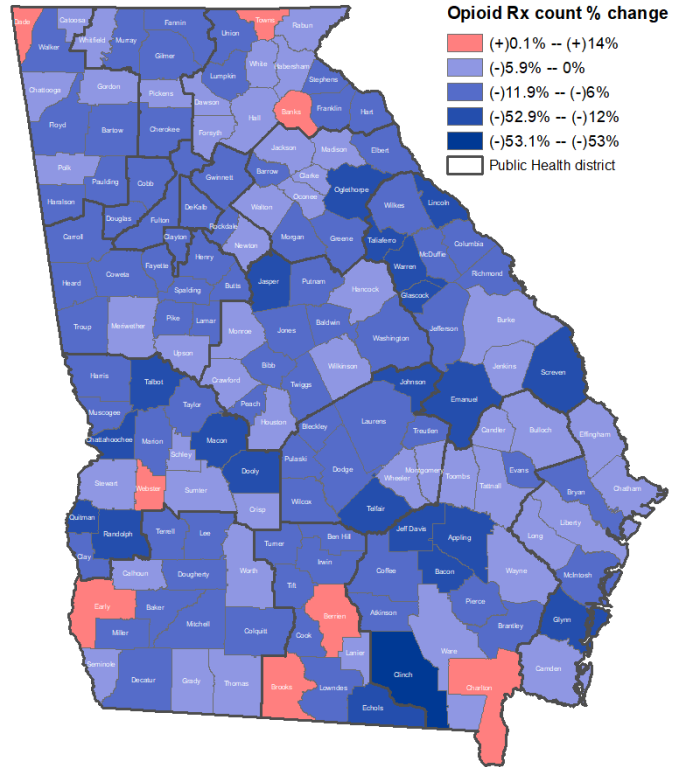 Opioid Rx count % change
(+)0.1% -- (+)14%
(-)5.9% -- 0%
(-)11.9% -- (-)6%
(-)52.9% -- (-)12%
(-)53.1% -- (-)53%
Public Health district
Dade
Catoosa
Whitfield
Murray
Fannin
Union
Towns
Rabun
Walker
Gilmer
White
Habersham
Lumpkin
Stephens
Chattooga
Gordon
Pickens
Dawson
Banks
Franklin
Hart
Floyd
Bartow
Cherokee
Forsyth
Hall
Jackson
Madison
Elbert
Polk
Paulding
Cobb
Gwinnett
Barrow
Clarke
Oconee
Oglethorpe
Wilkes
Lincoln
Haralson
Douglas
Fulton
DeKalb
Rockdale
Walton
Newton
Morgan
Greene
Taliaferro
McDuffie
Columbia
Carroll
Clayton
Henry
Warren
Richmond
Heard
Coweta
Fayette
Spalding
Butts
Jasper
Putnam
Hancock
Glascock
Troup
Meriwether
Pike
Lamar
Monroe
Jones
Baldwin
Washington
Jefferson
Burke
Upson
Bibb
Wilkinson
Jenkins
Screven
Harris
Talbot
Crawford
Twiggs
Johnson
Emanuel
Muscogee
Taylor
Peach
Houston
Bleckley
Laurens
Treutlen
Candler
Bulloch
Effingham
Chattahoochee
Marion
Macon
Schley
Dooly
Pulaski
Dodge
Wheeler
Montgomery
Toombs
Tattnall
Evans
Bryan
Chatham
Stewart
Webster
Sumter
Crisp
Wilcox
Telfair
Jeff Davis
Appling
Long
Liberty
Quitman
Randolph
Terrell
Lee
Turner
Ben Hill
Irwin
Coffee
Bacon
Wayne
McIntosh
Clay
Calhoun
Dougherty
Worth
Tift
Early
Baker
Mitchell
Colquitt
Cook
Berrien
Atkinson
Pierce
Brantley
Glynn
Miller
Lanier
Ware
Camden
Seminole
Decatur
Grady
Thomas
Brooks
Lowndes
Clinch
Echols
Charlton